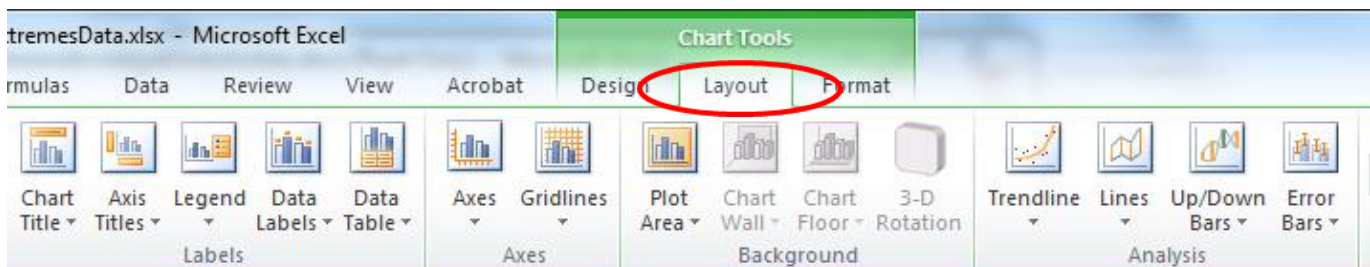 tremesData.xlsx - Microsoft Excel
Chart Tools
rmulas Data Review View Acrobat Design Layout Format
Chart Title Axis Titles Legend Data Labels Data Table Axes Gridlines Plot Area Chart Wall Chart Floor 3-D Rotation Trendline Lines Up/Down Bars Error Bars
Labels Axes Background Analysis